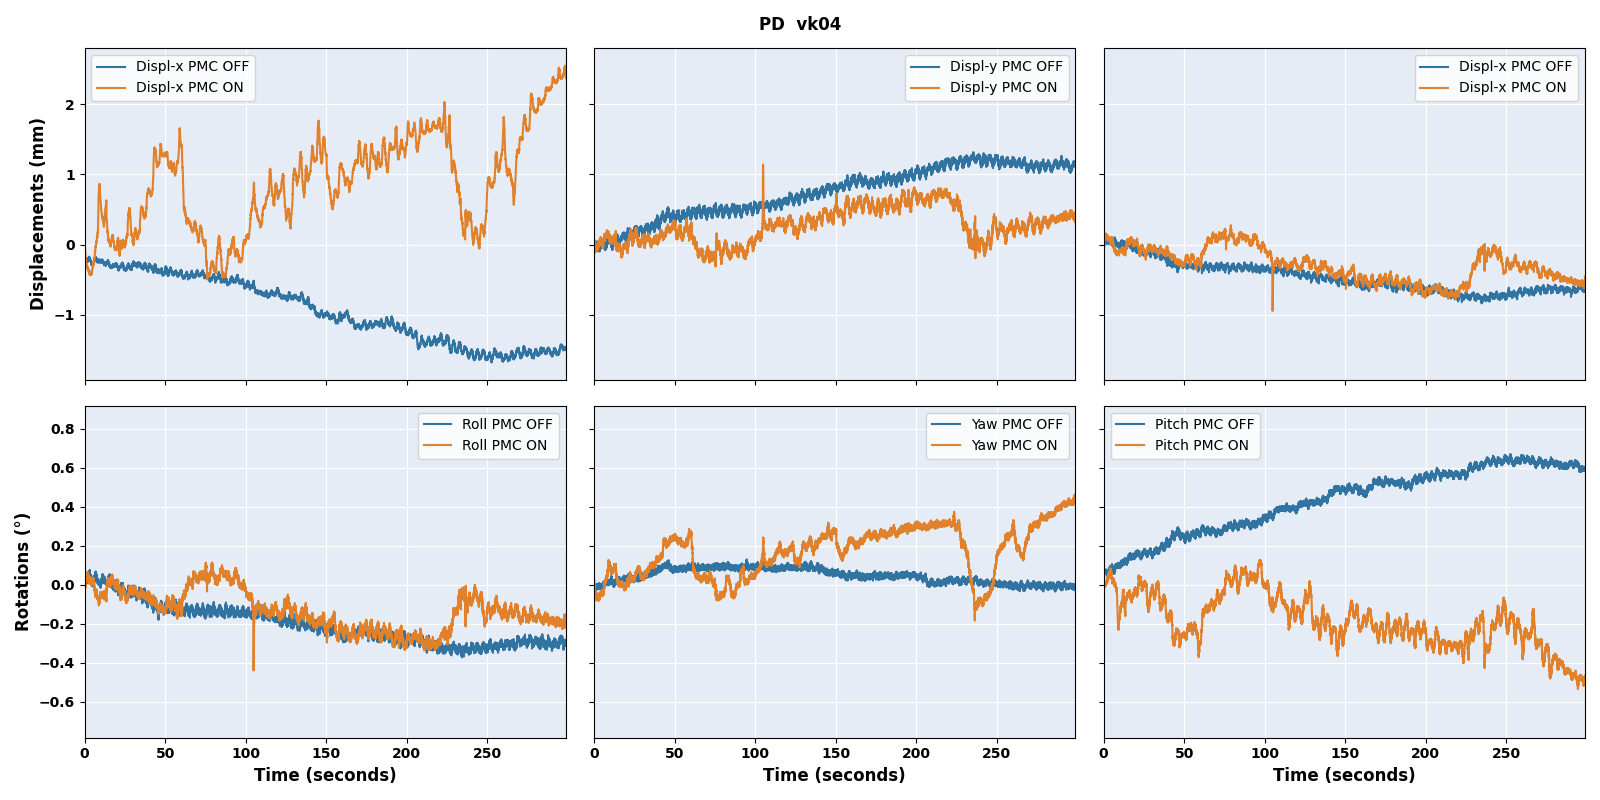 PD vk04
Displ-x PMC OFF
Displ-x PMC ON
Displ-y PMC OFF
Displ-y PMC ON
Displ-x PMC OFF
Displ-x PMC ON
Displacements (mm)
2
1
0
−1
Roll PMC OFF
Roll PMC ON
Yaw PMC OFF
Yaw PMC ON
Pitch PMC OFF
Pitch PMC ON
Rotations (°)
0.8
0.6
0.4
0.2
0.0
−0.2
−0.4
−0.6
0 50 100 150 200 250
0 50 100 150 200 250
0 50 100 150 200 250
Time (seconds)
Time (seconds)
Time (seconds)